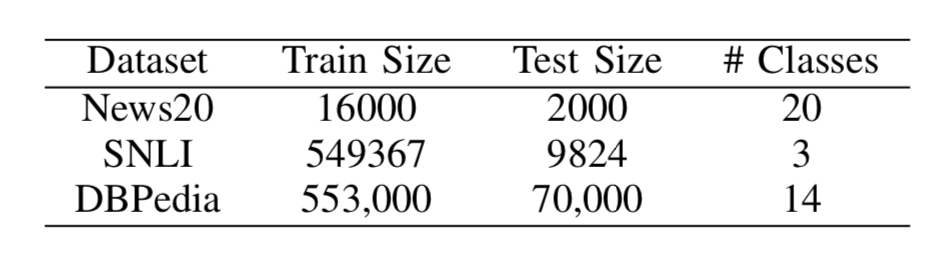 Dataset Train Size Test Size # Classes
News20 16000 2000 20
SNLI 549367 9824 3
DBPedia 553,000 70,000 14